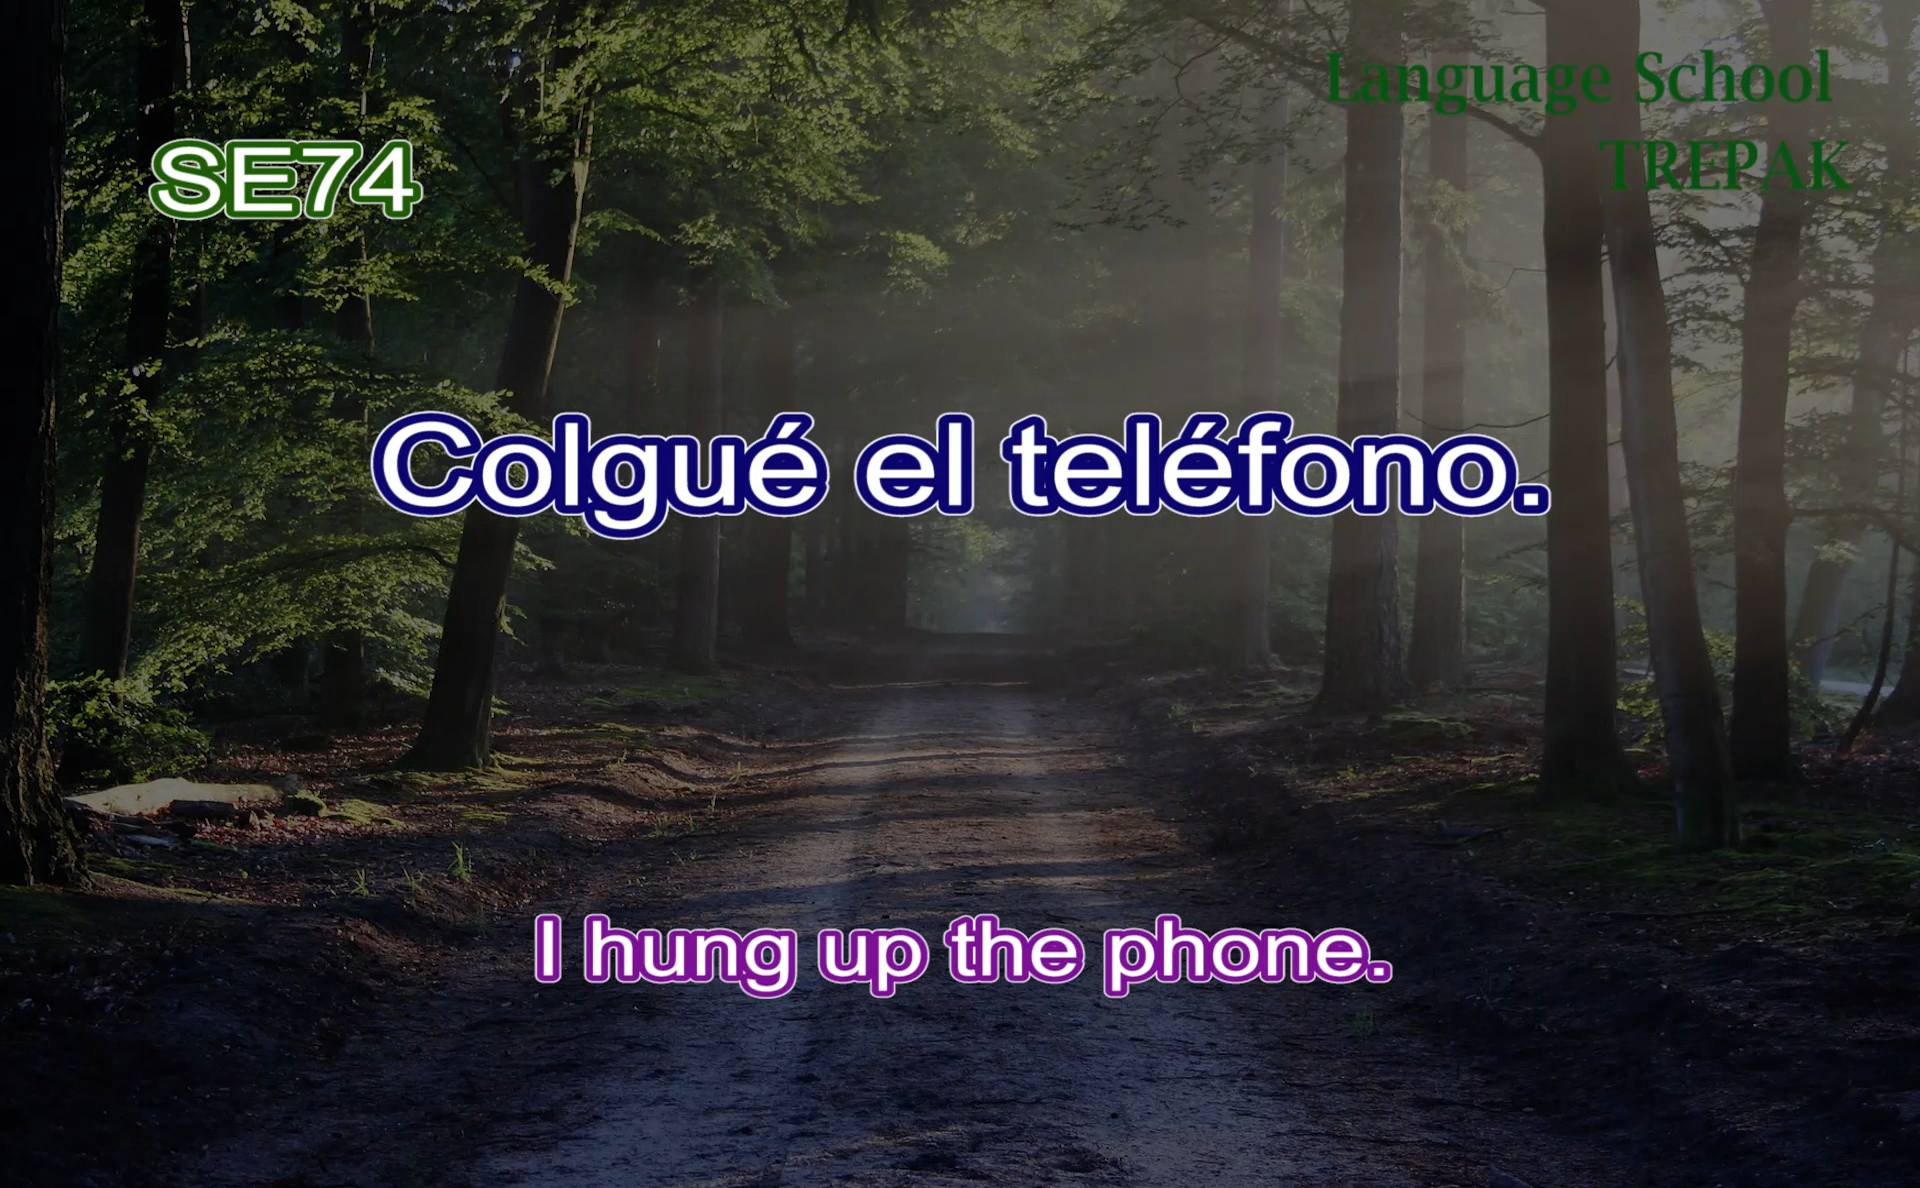 Language School
TREPAK
SE74
Colgué el teléfono.
I hung up the phone.